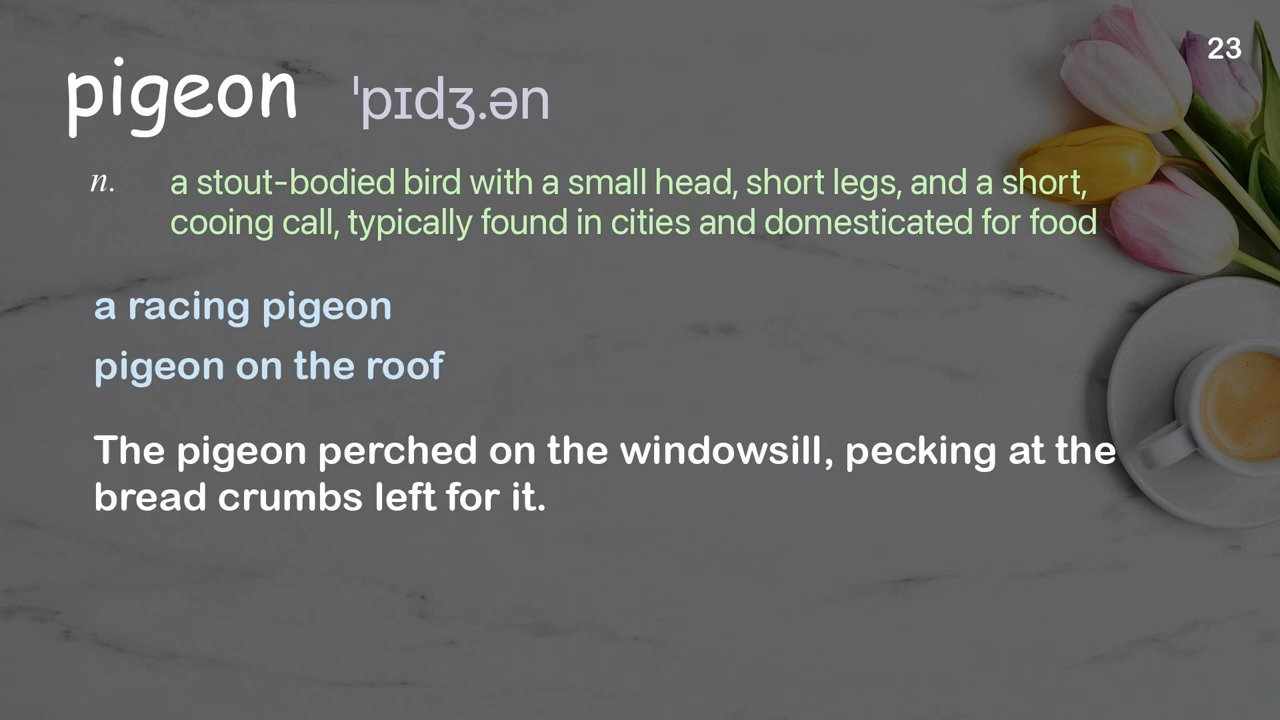 23
pigeon ˈpɪdʒ.ən
n. a stout-bodied bird with a small head, short legs, and a short,
cooing call, typically found in cities and domesticated for food
a racing pigeon
pigeon on the roof
The pigeon perched on the windowsill, pecking at the
bread crumbs left for it.